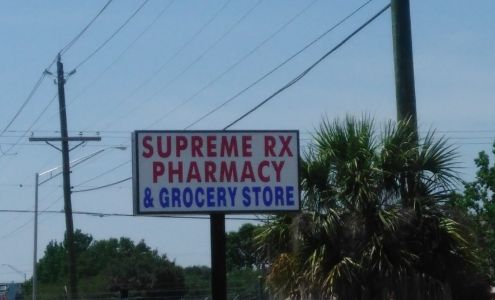 SUPREME RX
PHARMACY
& GROCERY STORE